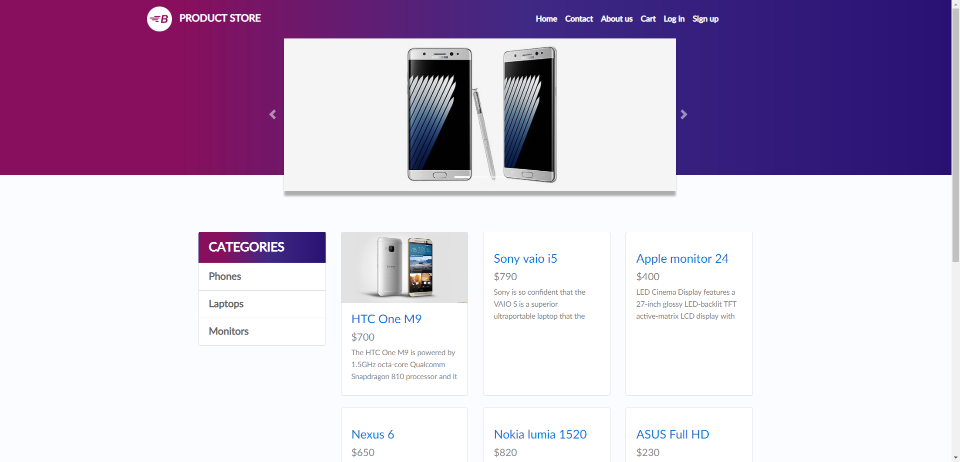 B PRODUCT STORE
Home Contact About us Cart Log in Sign up
CATEGORIES
Phones
Laptops
Monitors
HTC One M9
$700
The HTC One M9 is powered by
1.5GHz octa-core Qualcomm
Snapdragon 810 processor and it
Sony vaio i5
$790
Sony is so confident that the
VAIO S is a superior
ultraportable laptop that the
Apple monitor 24
$400
LED Cinema Display features a
27-inch glossy LED-backlit TFT
active-matrix LCD display with
Nexus 6
$650
Nokia lumia 1520
$820
ASUS Full HD
$230